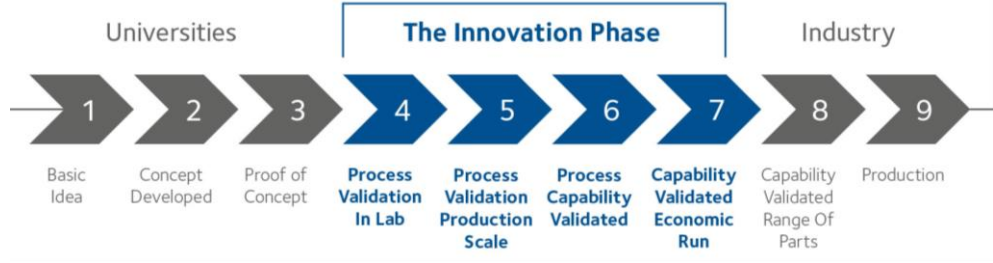 Universities
The Innovation Phase
Industry
1
2
3
4
5
6
7
8
9
Basic
Idea
Concept
Developed
Proof of
Concept
Process
Validation
In Lab
Process
Validation
Production
Scale
Process
Capability
Validated
Capability
Validated
Economic
Run
Capability
Validated
Range Of
Parts
Production